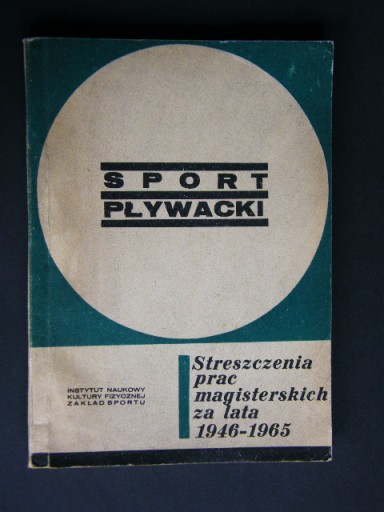 SPORT
PŁYWACKI
INSTYTUT NAUKOWY
KULTURY FIZYCZNEJ
ZAKŁAD SPORTU
Streszczenia
prac
magisterskich
za lata
1946-1965